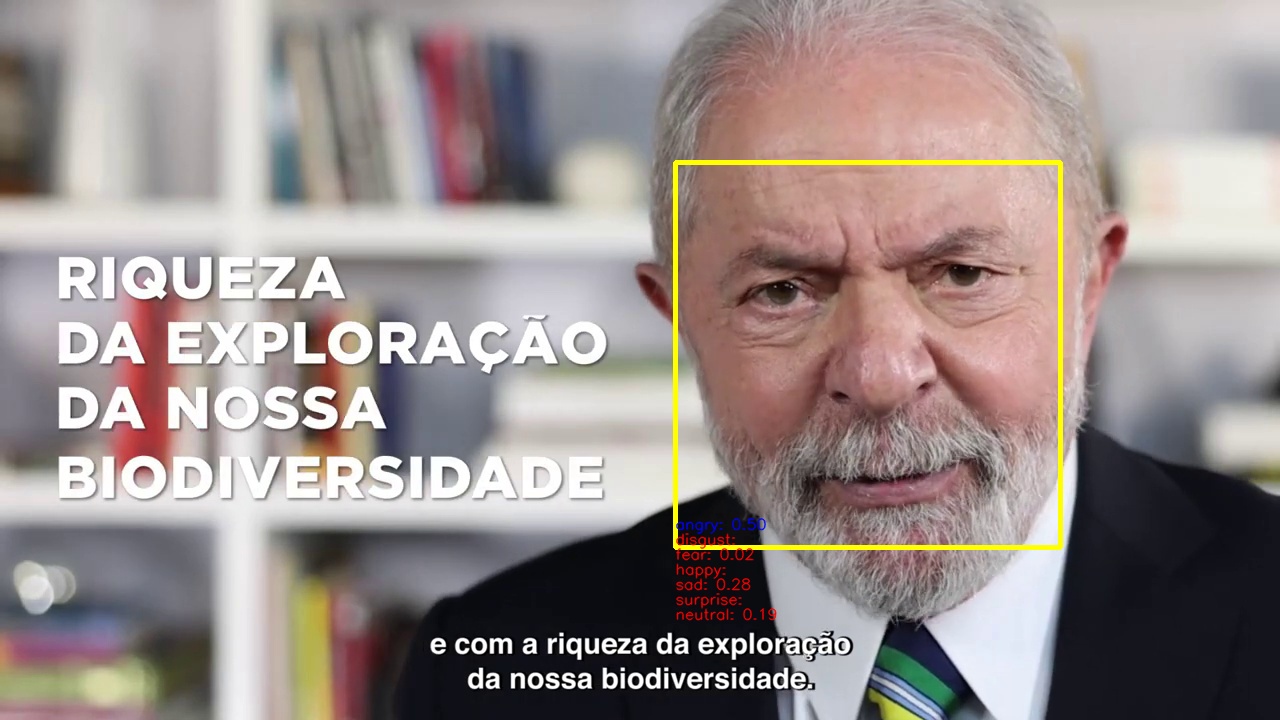 RIQUEZA
DA EXPLORAÇÃO
DA NOSSA
BIODIVERSIDADE
angry: 0.50
disgust:
fear: 0.02
happy:
sad: 0.28
surprise:
neutral: 0.19
e com a riqueza da exploração
da nossa biodiversidade.